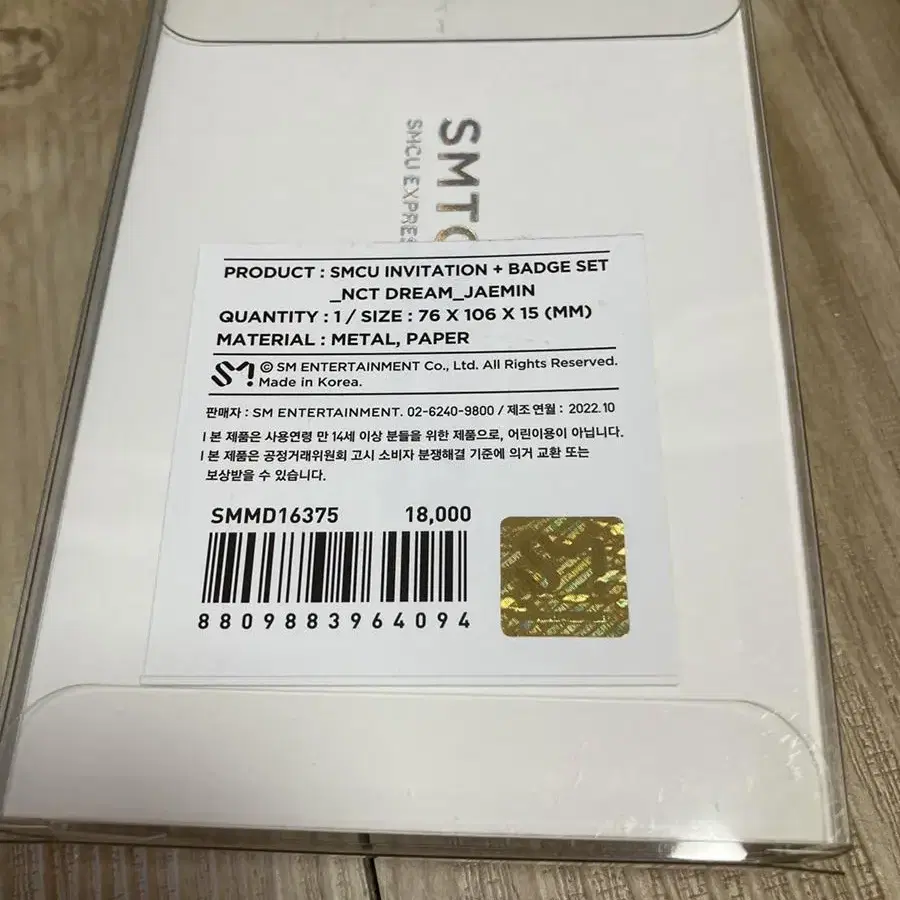 SMTO
SMCU EXPRES
PRODUCT : SMCU INVITATION + BADGE SET
_NCT DREAM_JAEMIN
QUANTITY : 1 / SIZE : 76 X 106 X 15 (MM)
MATERIAL : METAL, PAPER
SM! © SM ENTERTAINMENT Co., Ltd. All Rights Reserved.
Made in Korea.
판매자 : SM ENTERTAINMENT. 02-6240-9800 / 제조연월 : 2022.10
l 본 제품은 사용연령 만 14세 이상 분들을 위한 제품으로, 어린이용이 아닙니다.
l 본 제품은 공정거래위원회 고시 소비자 분쟁해결 기준에 의거 교환 또는
보상받을 수 있습니다.
SMMD16375 18,000
8809883964094